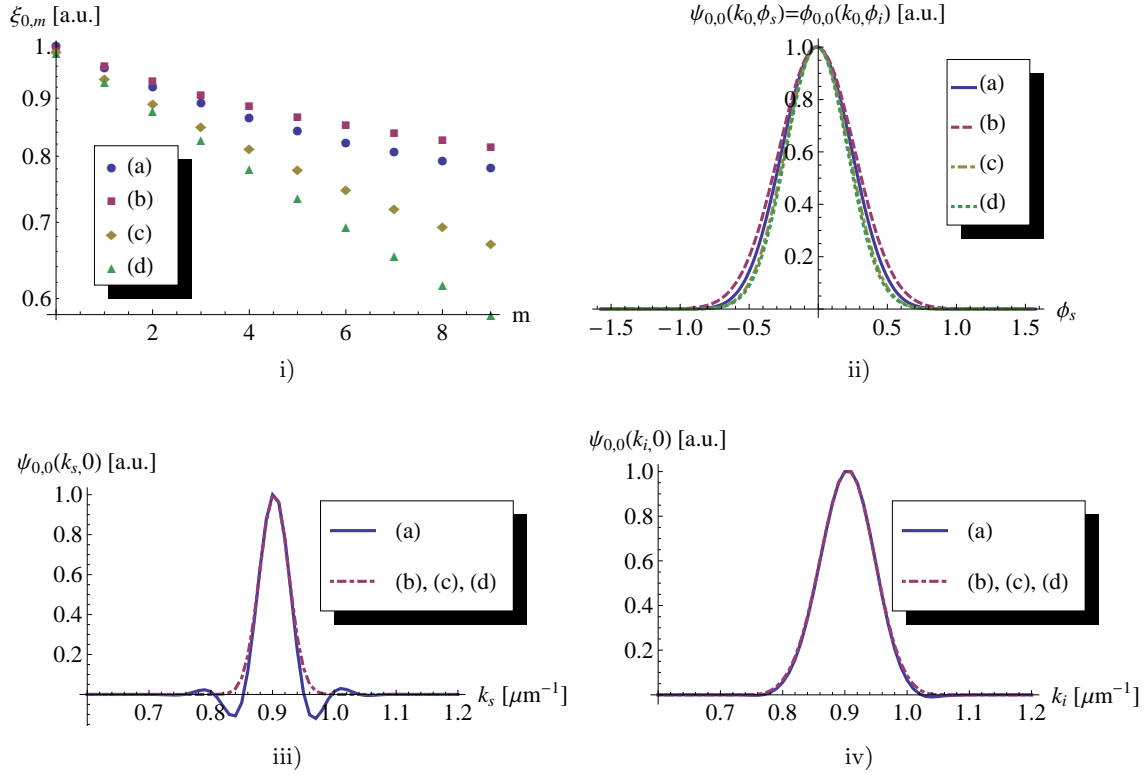 ξ₀,ₘ [a.u.]
1.
0.9
0.8
0.7
0.6
2
4
6
8
m
(a)
(b)
(c)
(d)
i)
ψ₀,₀(k₀,ϕₛ)=ϕ₀,₀(k₀,ϕᵢ) [a.u.]
1.0
0.8
0.6
0.4
0.2
−1.5
−1.0
−0.5
0.5
1.0
1.5
ϕₛ
(a)
(b)
(c)
(d)
ii)
ψ₀,₀(kₛ,0) [a.u.]
1.0
0.8
0.6
0.4
0.2
0.7
0.8
0.9
1.0
1.1
1.2
kₛ [μm⁻¹]
(a)
(b), (c), (d)
iii)
ψ₀,₀(kᵢ,0) [a.u.]
1.0
0.8
0.6
0.4
0.2
0.7
0.8
0.9
1.0
1.1
1.2
kᵢ [μm⁻¹]
(a)
(b), (c), (d)
iv)